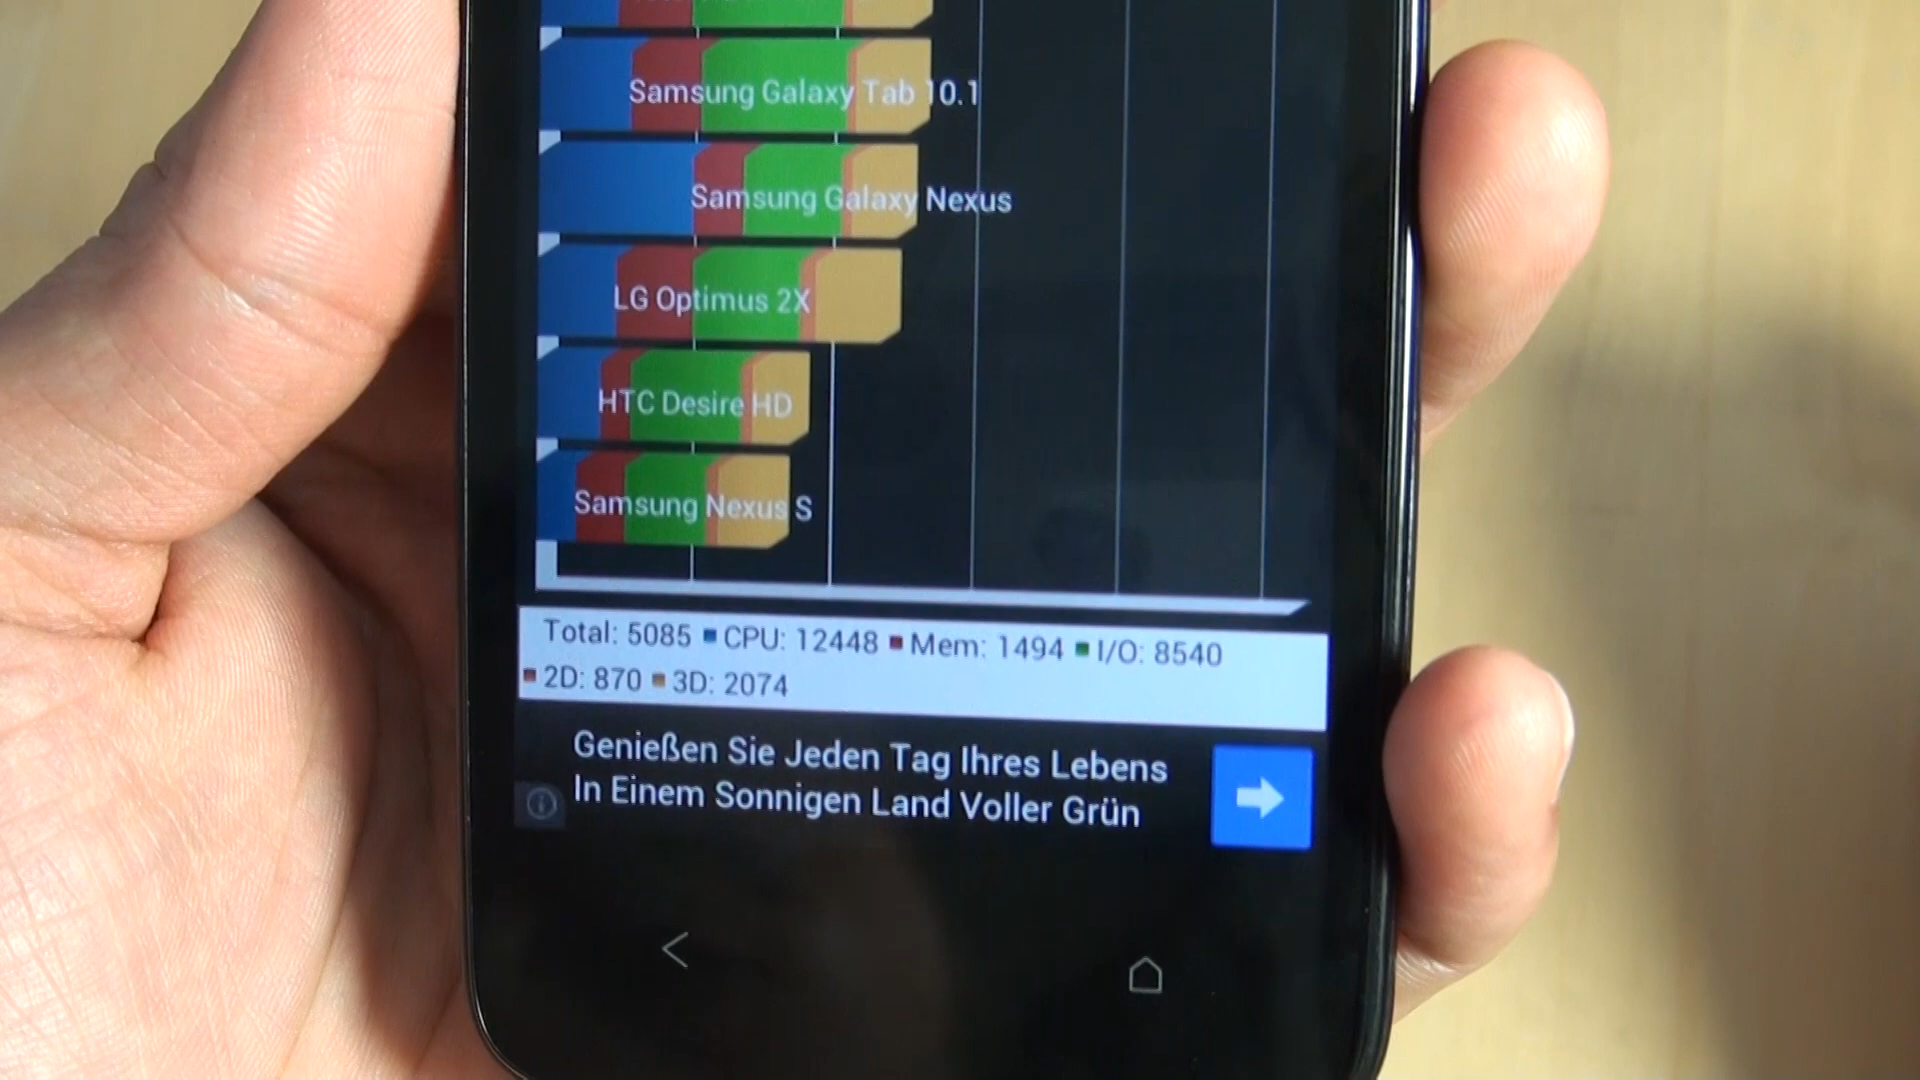 Samsung Galaxy Tab 10.1
Samsung Galaxy Nexus
LG Optimus 2X
HTC Desire HD
Samsung Nexus S
Total: 5085 CPU: 12448 Mem: 1494 I/O: 8540
2D: 870 3D: 2074
Genießen Sie Jeden Tag Ihres Lebens
In Einem Sonnigen Land Voller Grün